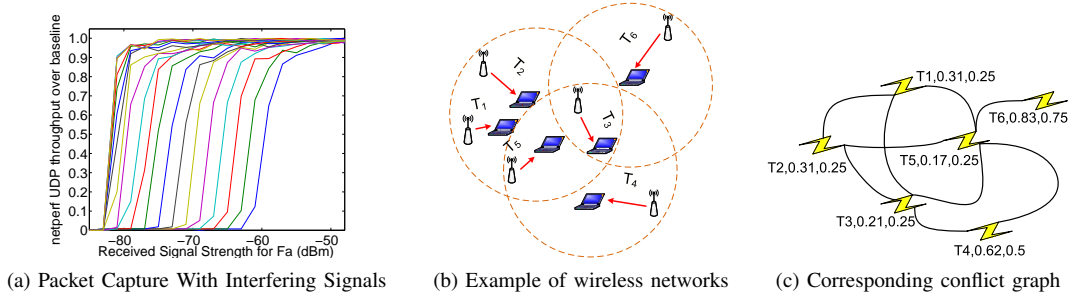 netperf UDP throughput over baseline
1.0
0.9
0.8
0.7
0.6
0.5
0.4
0.3
0.2
0.1
0
−80
−70
−60
−50
Received Signal Strength for Fa (dBm)
(a) Packet Capture With Interfering Signals
T6
T2
T1
T3
T5
T4
(b) Example of wireless networks
T1,0.31,0.25
T6,0.83,0.75
T2,0.31,0.25
T5,0.17,0.25
T3,0.21,0.25
T4,0.62,0.5
(c) Corresponding conflict graph